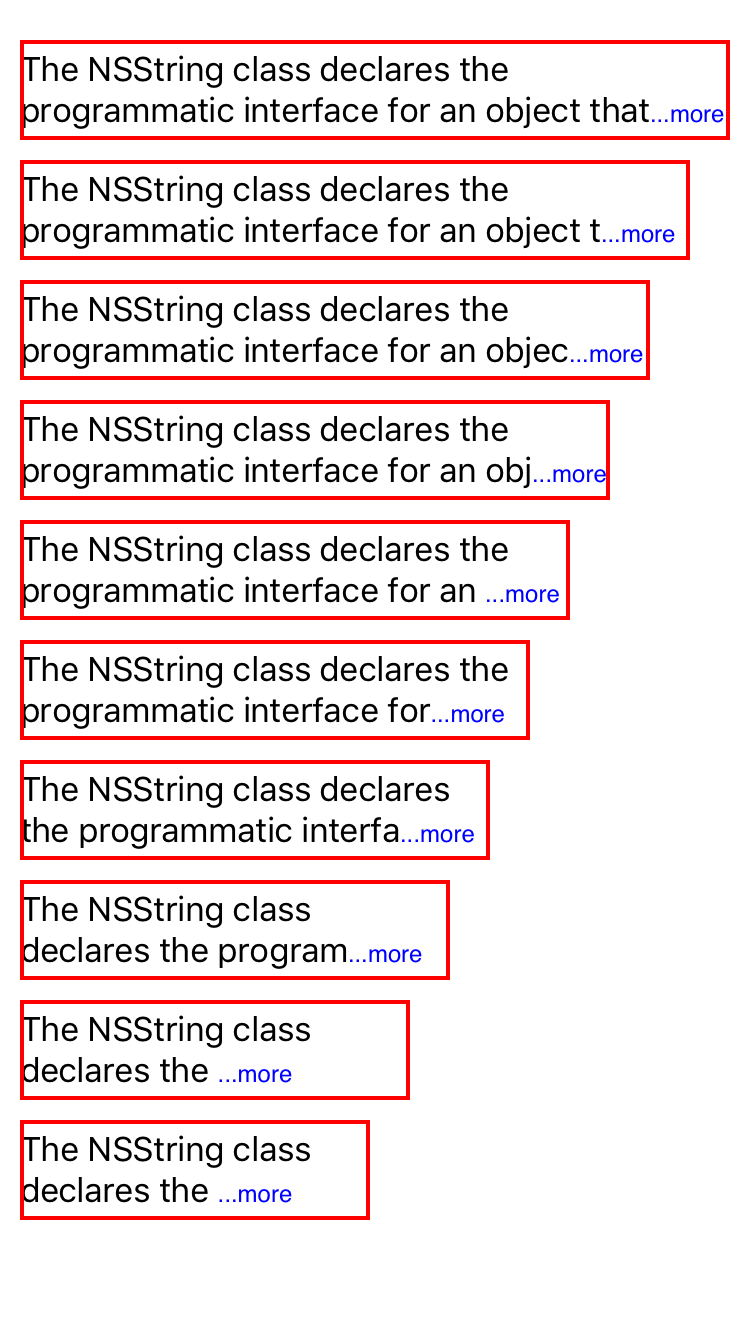 The NSString class declares the
programmatic interface for an object that...more
The NSString class declares the
programmatic interface for an object t...more
The NSString class declares the
programmatic interface for an objec...more
The NSString class declares the
programmatic interface for an obj...more
The NSString class declares the
programmatic interface for an ...more
The NSString class declares the
programmatic interface for...more
The NSString class declares
the programmatic interfa...more
The NSString class
declares the program...more
The NSString class
declares the ...more
The NSString class
declares the ...more